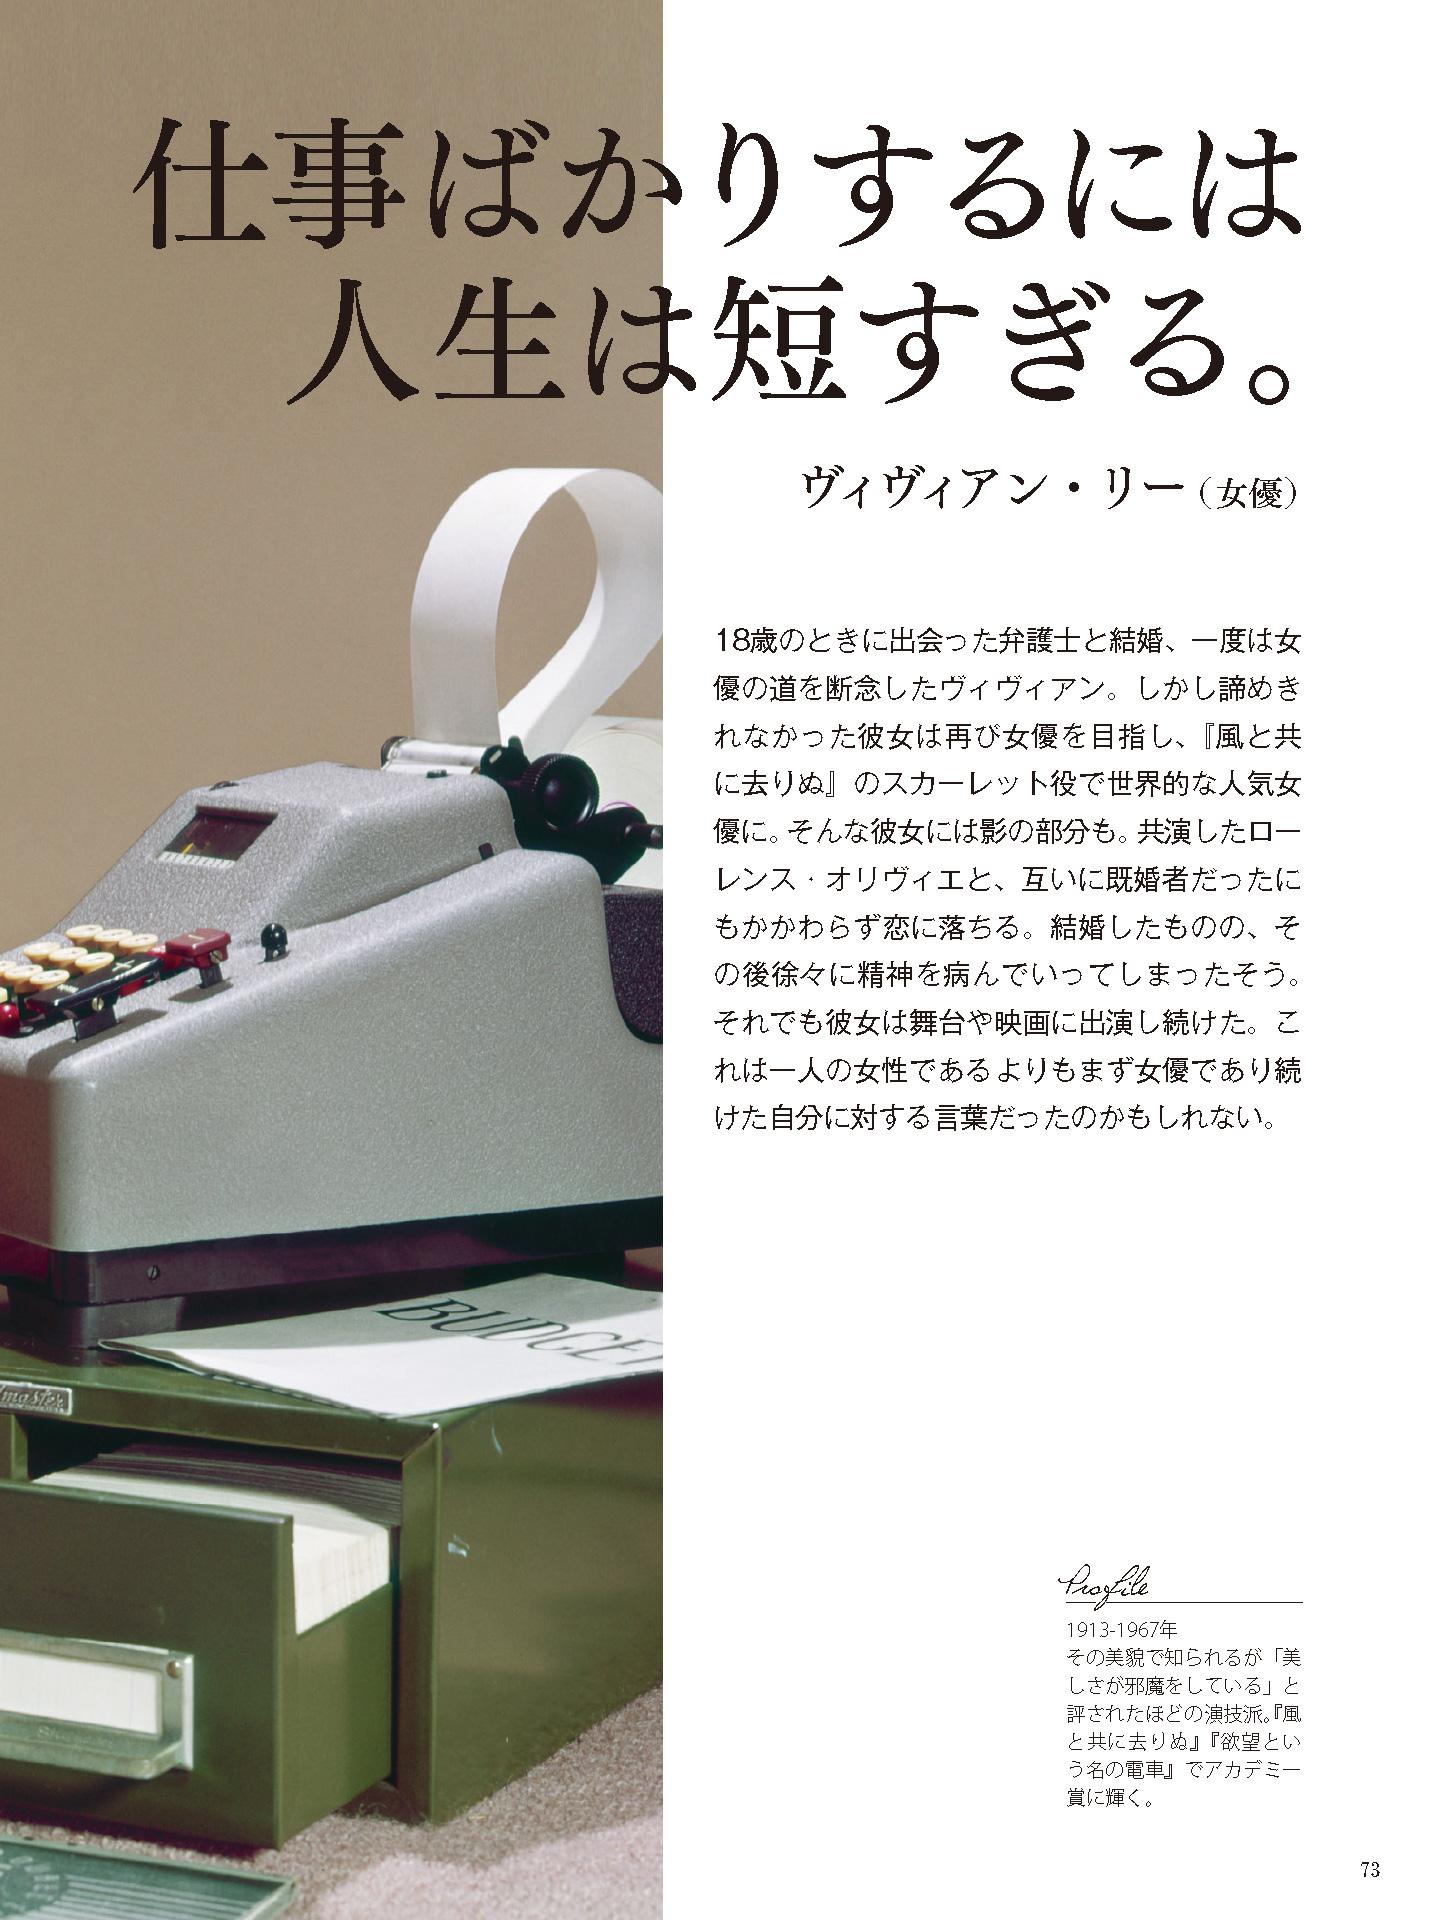 仕事ばかりするには
人生は短すぎる。
ヴィヴィアン・リー（女優）
18歳のときに出会った弁護士と結婚、一度は女
優の道を断念したヴィヴィアン。しかし諦めき
れなかった彼女は再び女優を目指し、『風と共
に去りぬ』のスカーレット役で世界的な人気女
優に。そんな彼女には影の部分も。共演したロー
レンス・オリヴィエと、互いに既婚者だったに
もかかわらず恋に落ちる。結婚したものの、そ
の後徐々に精神を病んでいってしまったそう。
それでも彼女は舞台や映画に出演し続けた。こ
れは一人の女性であるよりもまず女優であり続
けた自分に対する言葉だったのかもしれない。
BUDGET
Profile
1913-1967年
その美貌で知られるが「美
しさが邪魔をしている」と
評されたほどの演技派。『風
と共に去りぬ』『欲望とい
う名の電車』でアカデミー
賞に輝く。
73